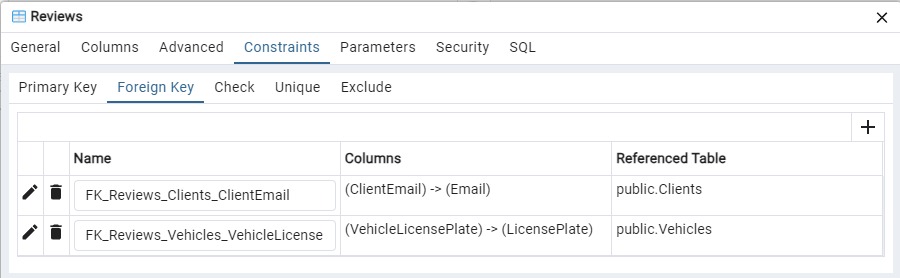 Reviews
General Columns Advanced Constraints Parameters Security SQL
Primary Key Foreign Key Check Unique Exclude
Name Columns Referenced Table
FK_Reviews_Clients_ClientEmail (ClientEmail) -> (Email) public.Clients
FK_Reviews_Vehicles_VehicleLicense (VehicleLicensePlate) -> (LicensePlate) public.Vehicles